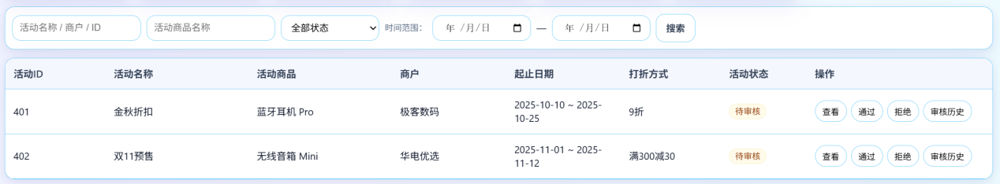 活动名称 / 商户 / ID 活动商品名称 全部状态 时间范围: 年 /月/日 — 年 /月/日 搜索
活动ID 活动名称 活动商品 商户 起止日期 打折方式 活动状态 操作
401 金秋折扣 蓝牙耳机 Pro 极客数码 2025-10-10 ~ 2025-
10-25 9折 待审核 查看 通过 拒绝 审核历史
402 双11预售 无线音箱 Mini 华电优选 2025-11-01 ~ 2025-
11-12 满300减30 待审核 查看 通过 拒绝 审核历史